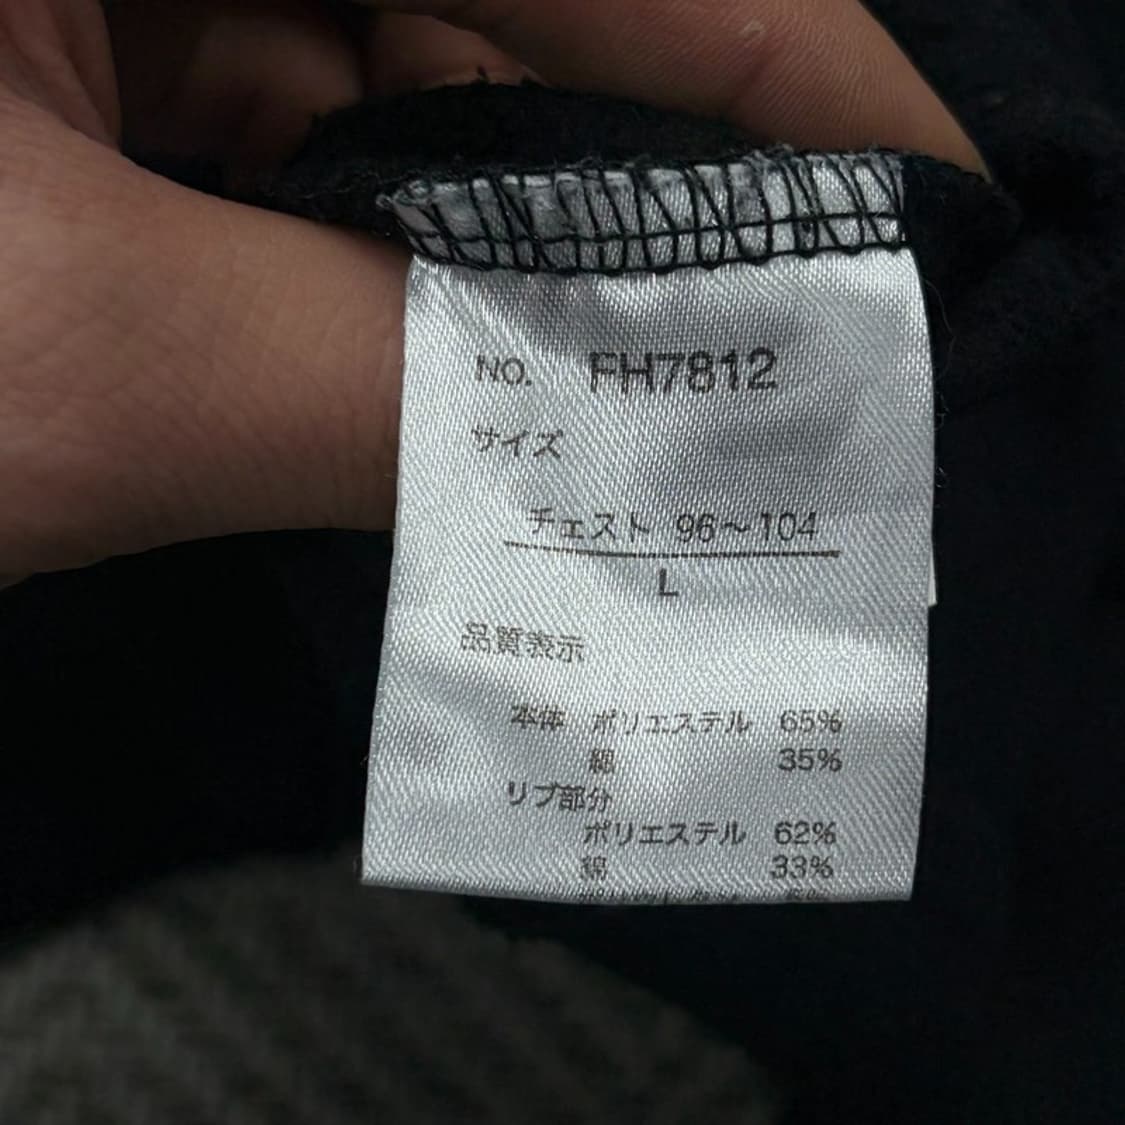 NO. FH7812
サイズ
チェスト 96～104
L
品質表示
本体 ポリエステル 65%
綿 35%
リブ部分
ポリエステル 62%
綿 33%